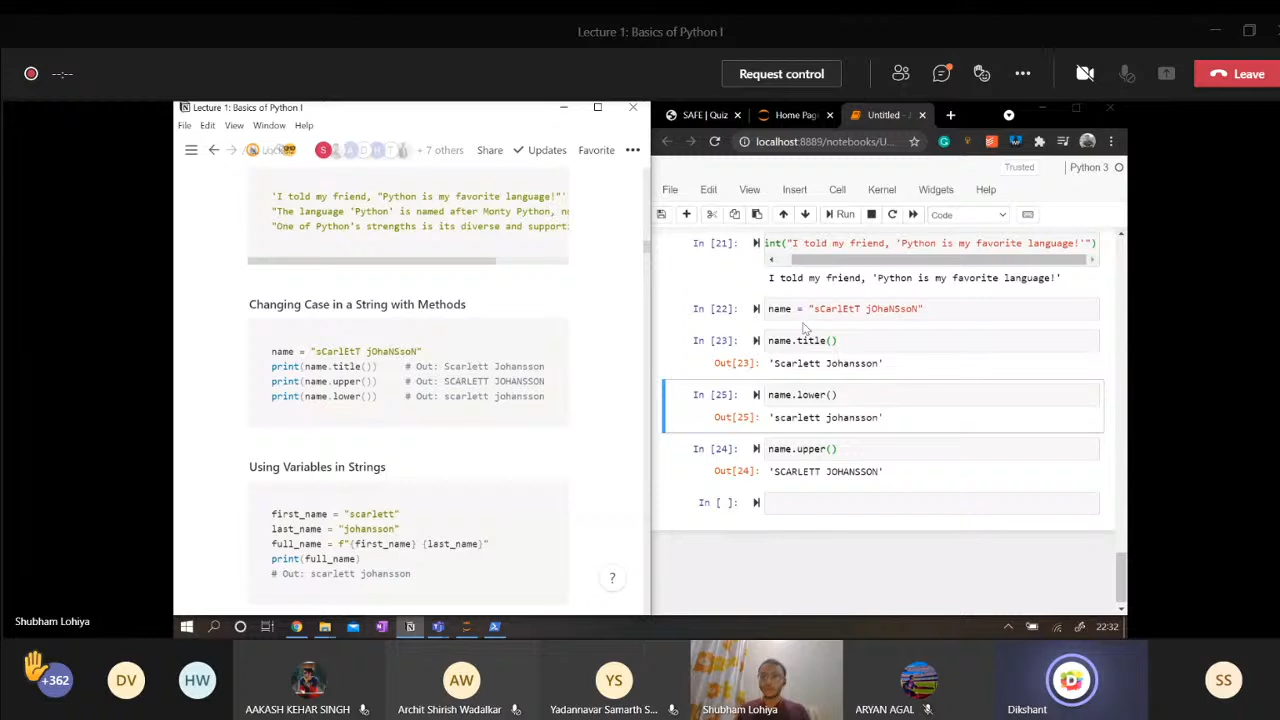 Lecture 1: Basics of Python I
--:--
Request control
Leave
Lecture 1: Basics of Python I
File Edit View Window Help
S A D H T + 7 others Share Updates Favorite
'I told my friend, "Python is my favorite language!"'
"The language 'Python' is named after Monty Python, no
"One of Python's strengths is its diverse and supporti
Changing Case in a String with Methods
name = "sCarlEtT jOhaNSsoN"
print(name.title()) # Out: Scarlett Johansson
print(name.upper()) # Out: SCARLETT JOHANSSON
print(name.lower()) # Out: scarlett johansson
Using Variables in Strings
first_name = "scarlett"
last_name = "johansson"
full_name = f"{first_name} {last_name}"
print(full_name)
# Out: scarlett johansson
?
SAFE | Quiz Home Page Untitled - J
localhost:8889/notebooks/U...
Trusted Python 3
File Edit View Insert Cell Kernel Widgets Help
Run Code
In [21]: int("I told my friend, 'Python is my favorite language!'")
I told my friend, 'Python is my favorite language!'
In [22]: name = "sCarlEtT jOhaNSsoN"
In [23]: name.title()
Out[23]: 'Scarlett Johansson'
In [25]: name.lower()
Out[25]: 'scarlett johansson'
In [24]: name.upper()
Out[24]: 'SCARLETT JOHANSSON'
In [ ]:
22:32
Shubham Lohiya
+362
DV
HW
AAKASH KEHAR SINGH
AW
Archit Shirish Wadalkar
YS
Yadannavar Samarth S...
Shubham Lohiya
ARYAN AGAL
Dikshant
SS